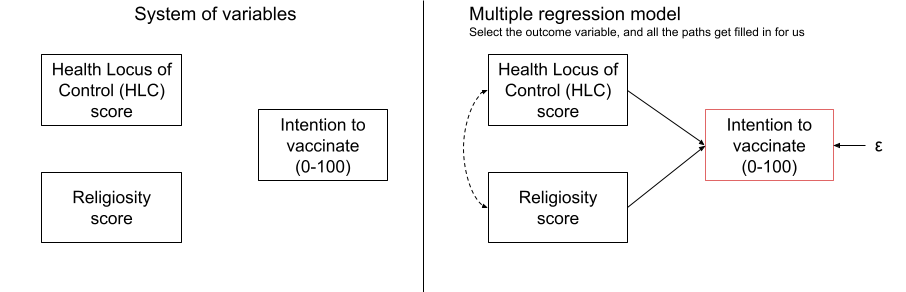 System of variables
Health Locus of
Control (HLC)
score
Intention to
vaccinate
(0-100)
Religiosity
score
Multiple regression model
Select the outcome variable, and all the paths get filled in for us
Health Locus of
Control (HLC)
score
Intention to
vaccinate
(0-100)
ε
Religiosity
score